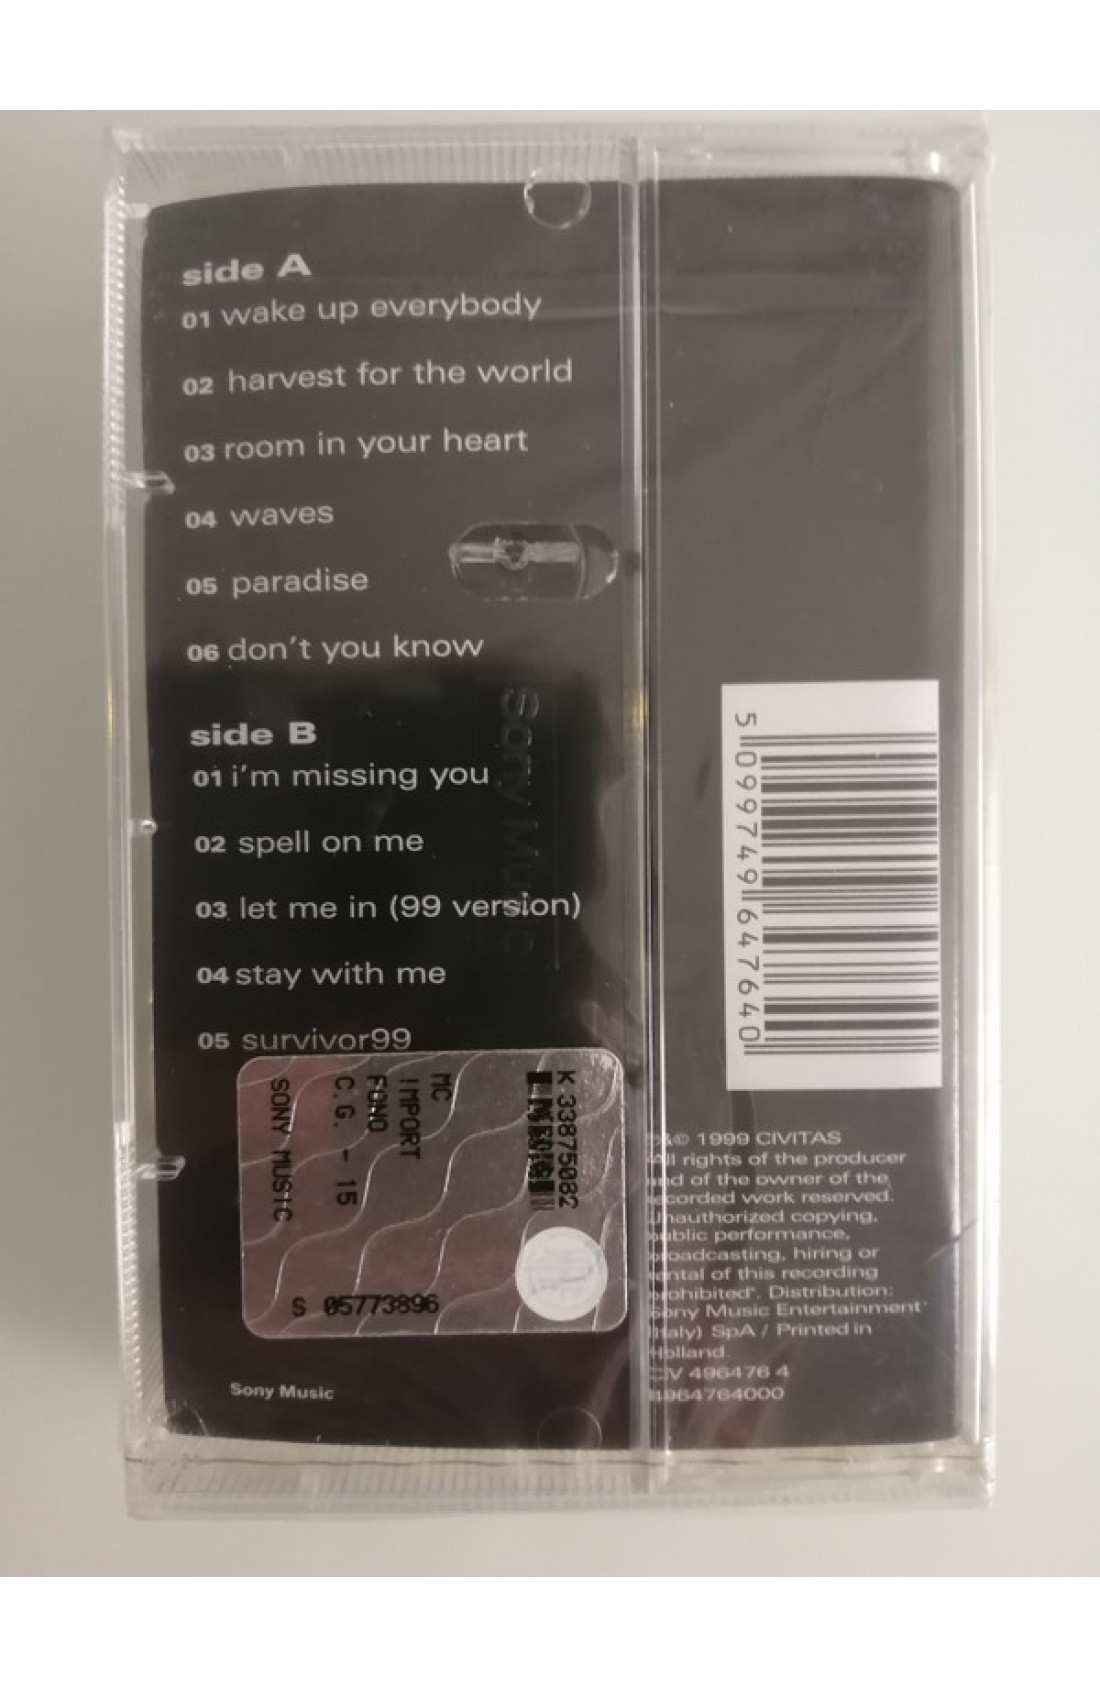 side A
01 wake up everybody
02 harvest for the world
03 room in your heart
04 waves
05 paradise
06 don't you know
side B
01 i'm missing you
02 spell on me
03 let me in (99 version)
04 stay with me
05 survivor99
Sony Music
K 33875082
MC
IMPORT
FONO
C.G. - 15
SONY MUSIC
S 05773896
Sony Music
5 099749 647640
© 1999 CIVITAS
All rights of the producer
and of the owner of the
recorded work reserved.
Unauthorized copying,
public performance,
broadcasting, hiring or
rental of this recording
prohibited". Distribution:
Sony Music Entertainment
(Italy) SpA / Printed in
Holland.
CIV 496476 4
4964764000